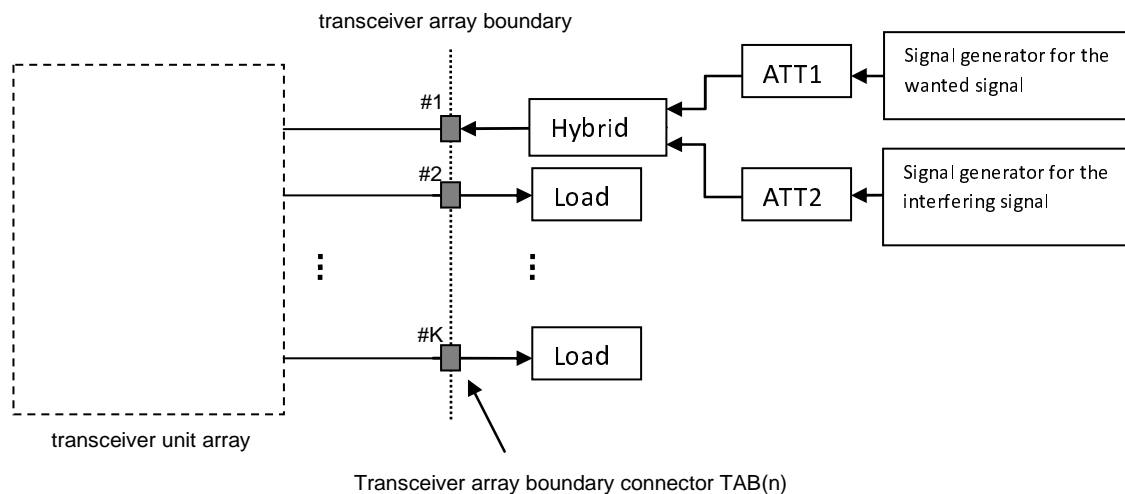 transceiver array boundary
Signal generator for the
wanted signal
ATT1
#1
Hybrid
#2
Load
ATT2
Signal generator for the
interfering signal
...
...
#K
Load
transceiver unit array
Transceiver array boundary connector TAB(n)